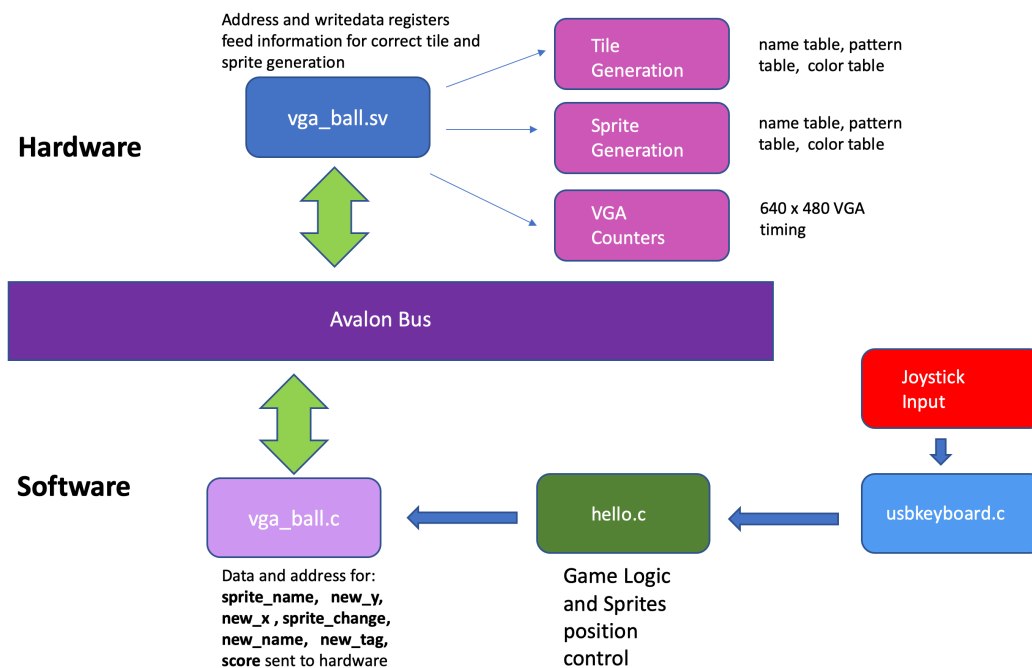 Address and writedata registers
feed information for correct tile and
sprite generation
Tile
Generation
name table, pattern
table,  color table
vga_ball.sv
Sprite
Generation
name table, pattern
table,  color table
Hardware
VGA
Counters
640 x 480 VGA
timing
Avalon Bus
Joystick
Input
Software
vga_ball.c
hello.c
usbkeyboard.c
Data and address for:
sprite_name,   new_y,
new_x , sprite_change,
new_name,   new_tag,
score sent to hardware
Game Logic
and Sprites
position
control